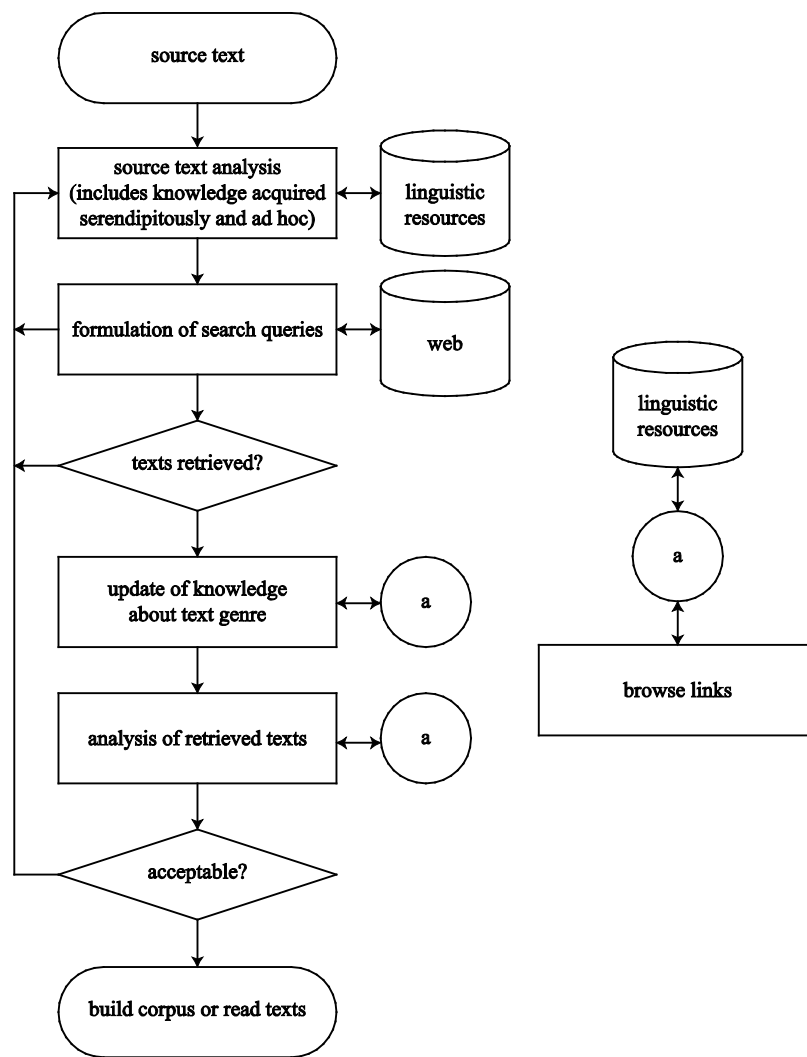 source text
source text analysis
(includes knowledge acquired
serendipitously and ad hoc)
linguistic
resources
formulation of search queries
web
texts retrieved?
update of knowledge
about text genre
a
analysis of retrieved texts
a
acceptable?
build corpus or read texts
linguistic
resources
a
browse links